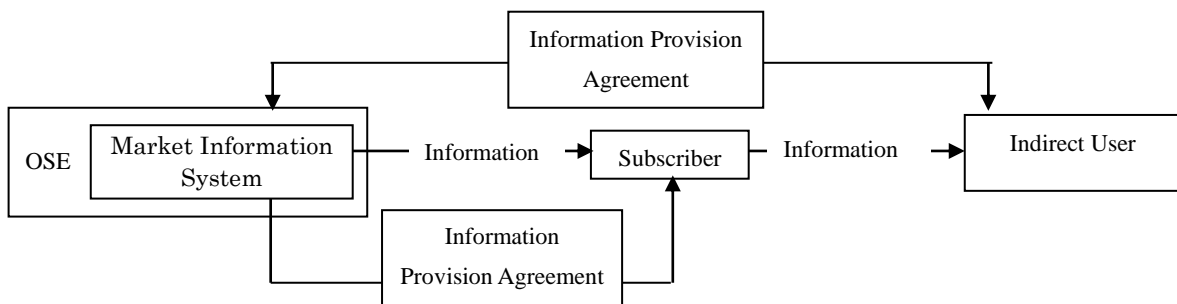 Information Provision
Agreement
OSE
Market Information
System
Information
Subscriber
Information
Indirect User
Information
Provision Agreement